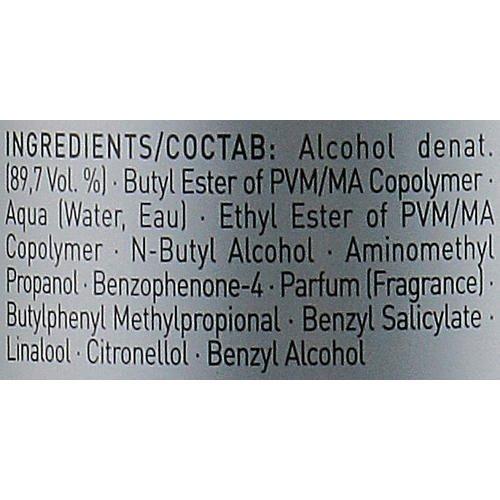 INGREDIENTS/СОСТАВ: Alcohol denat.
(89,7 Vol. %) · Butyl Ester of PVM/MA Copolymer ·
Aqua (Water, Eau) · Ethyl Ester of PVM/MA
Copolymer · N-Butyl Alcohol · Aminomethyl
Propanol · Benzophenone-4 · Parfum (Fragrance) ·
Butylphenyl Methylpropional · Benzyl Salicylate ·
Linalool · Citronellol · Benzyl Alcohol